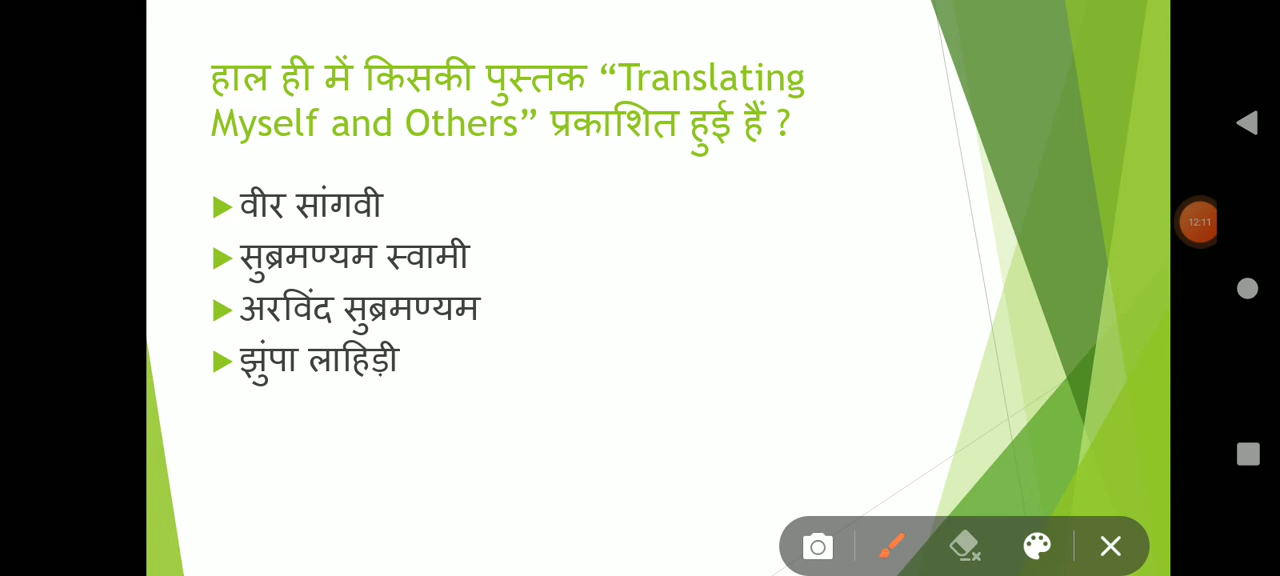 हाल ही में किसकी पुस्तक “Translating
Myself and Others” प्रकाशित हुई हैं ?
वीर सांगवी
सुब्रमण्यम स्वामी
अरविंद सुब्रमण्यम
झुंपा लाहिड़ी
12:11